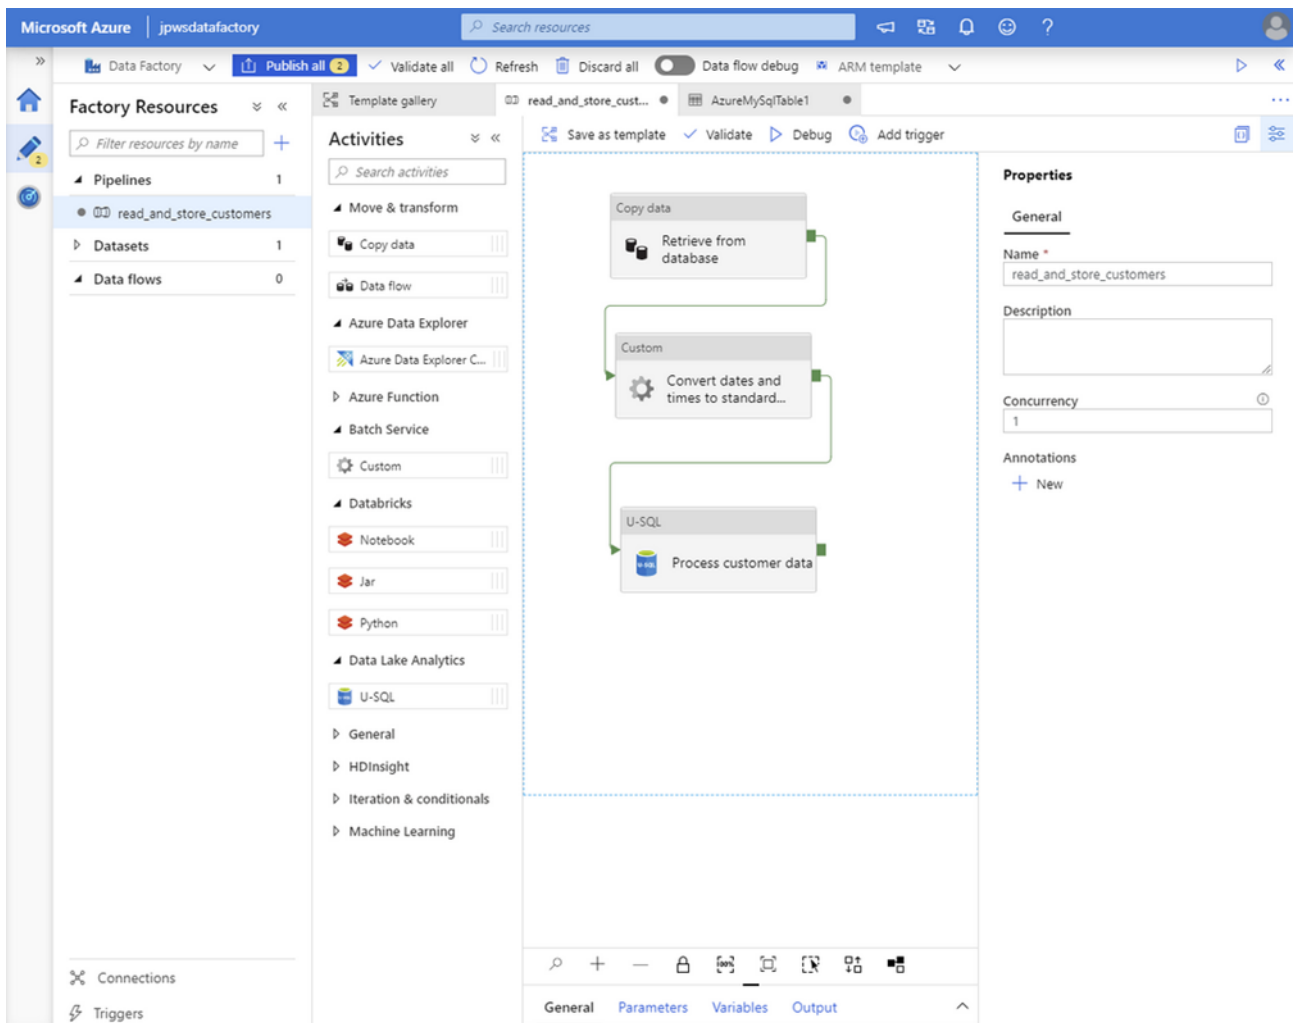 Microsoft Azure
jpwsdatafactory
Search resources
?
»
Data Factory
Publish all 2
Validate all
Refresh
Discard all
Data flow debug
ARM template
«
2
Factory Resources
«
Filter resources by name
Pipelines 1
read_and_store_customers
Datasets 1
Data flows 0
Connections
Triggers
Template gallery
read_and_store_cust...
AzureMySqlTable1
...
Activities
«
Search activities
Move & transform
Copy data
Data flow
Azure Data Explorer
Azure Data Explorer C...
Azure Function
Batch Service
Custom
Databricks
Notebook
Jar
Python
Data Lake Analytics
U-SQL
General
HDInsight
Iteration & conditionals
Machine Learning
Save as template
Validate
Debug
Add trigger
Copy data
Retrieve from
database
Custom
Convert dates and
times to standard...
U-SQL
U-SQL
Process customer data
100%
General
Parameters
Variables
Output
Properties
General
Name *
read_and_store_customers
Description
Concurrency
1
Annotations
New